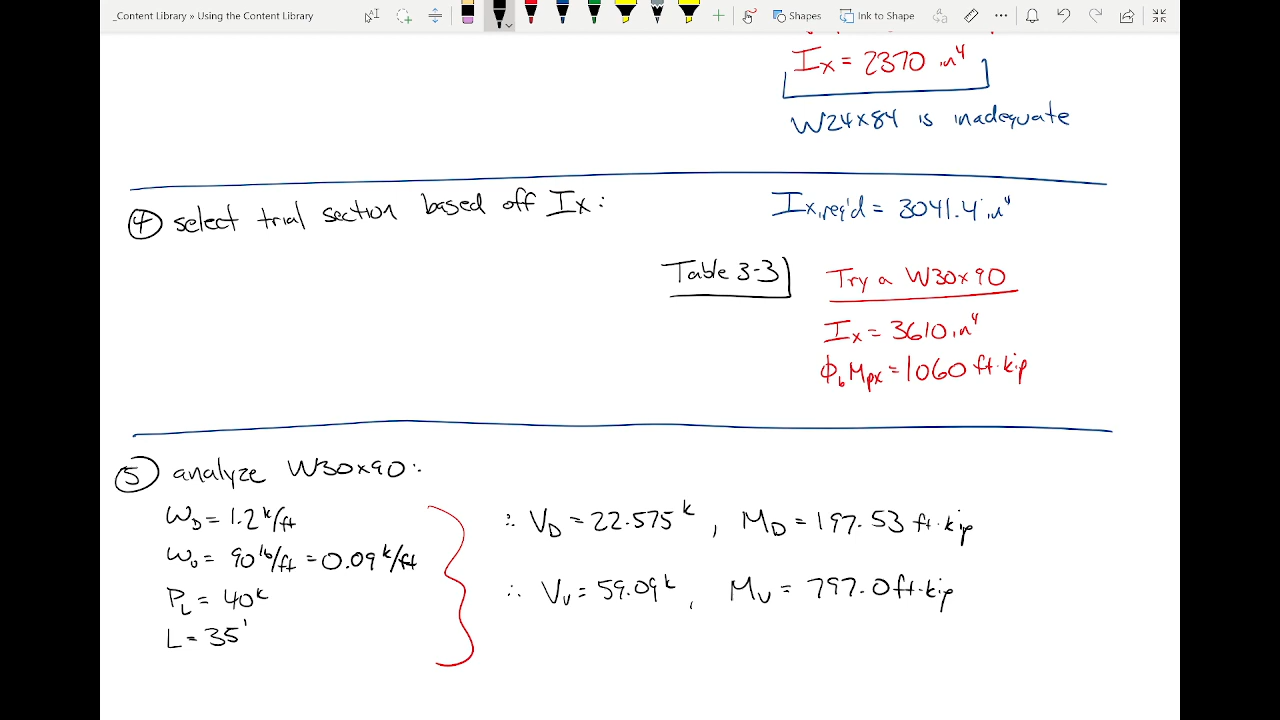 _Content Library » Using the Content Library
Shapes
Ink to Shape
Ix = 2370 in⁴
W24x84 is inadequate
④ select trial section based off Ix:
Ix,req'd = 3041.4 in⁴
Table 3-3
Try a W30x90
Ix = 3610 in⁴
ϕbMpx = 1060 ft·kip
⑤ analyze W30x90:
WD = 1.2 k/ft
∴ VD = 22.575 k, MD = 197.53 ft·kip
Wu = 90 lb/ft = 0.09 k/ft
PL = 40k
∴ Vu = 59.09k, Mu = 797.0 ft·kip
L = 35'